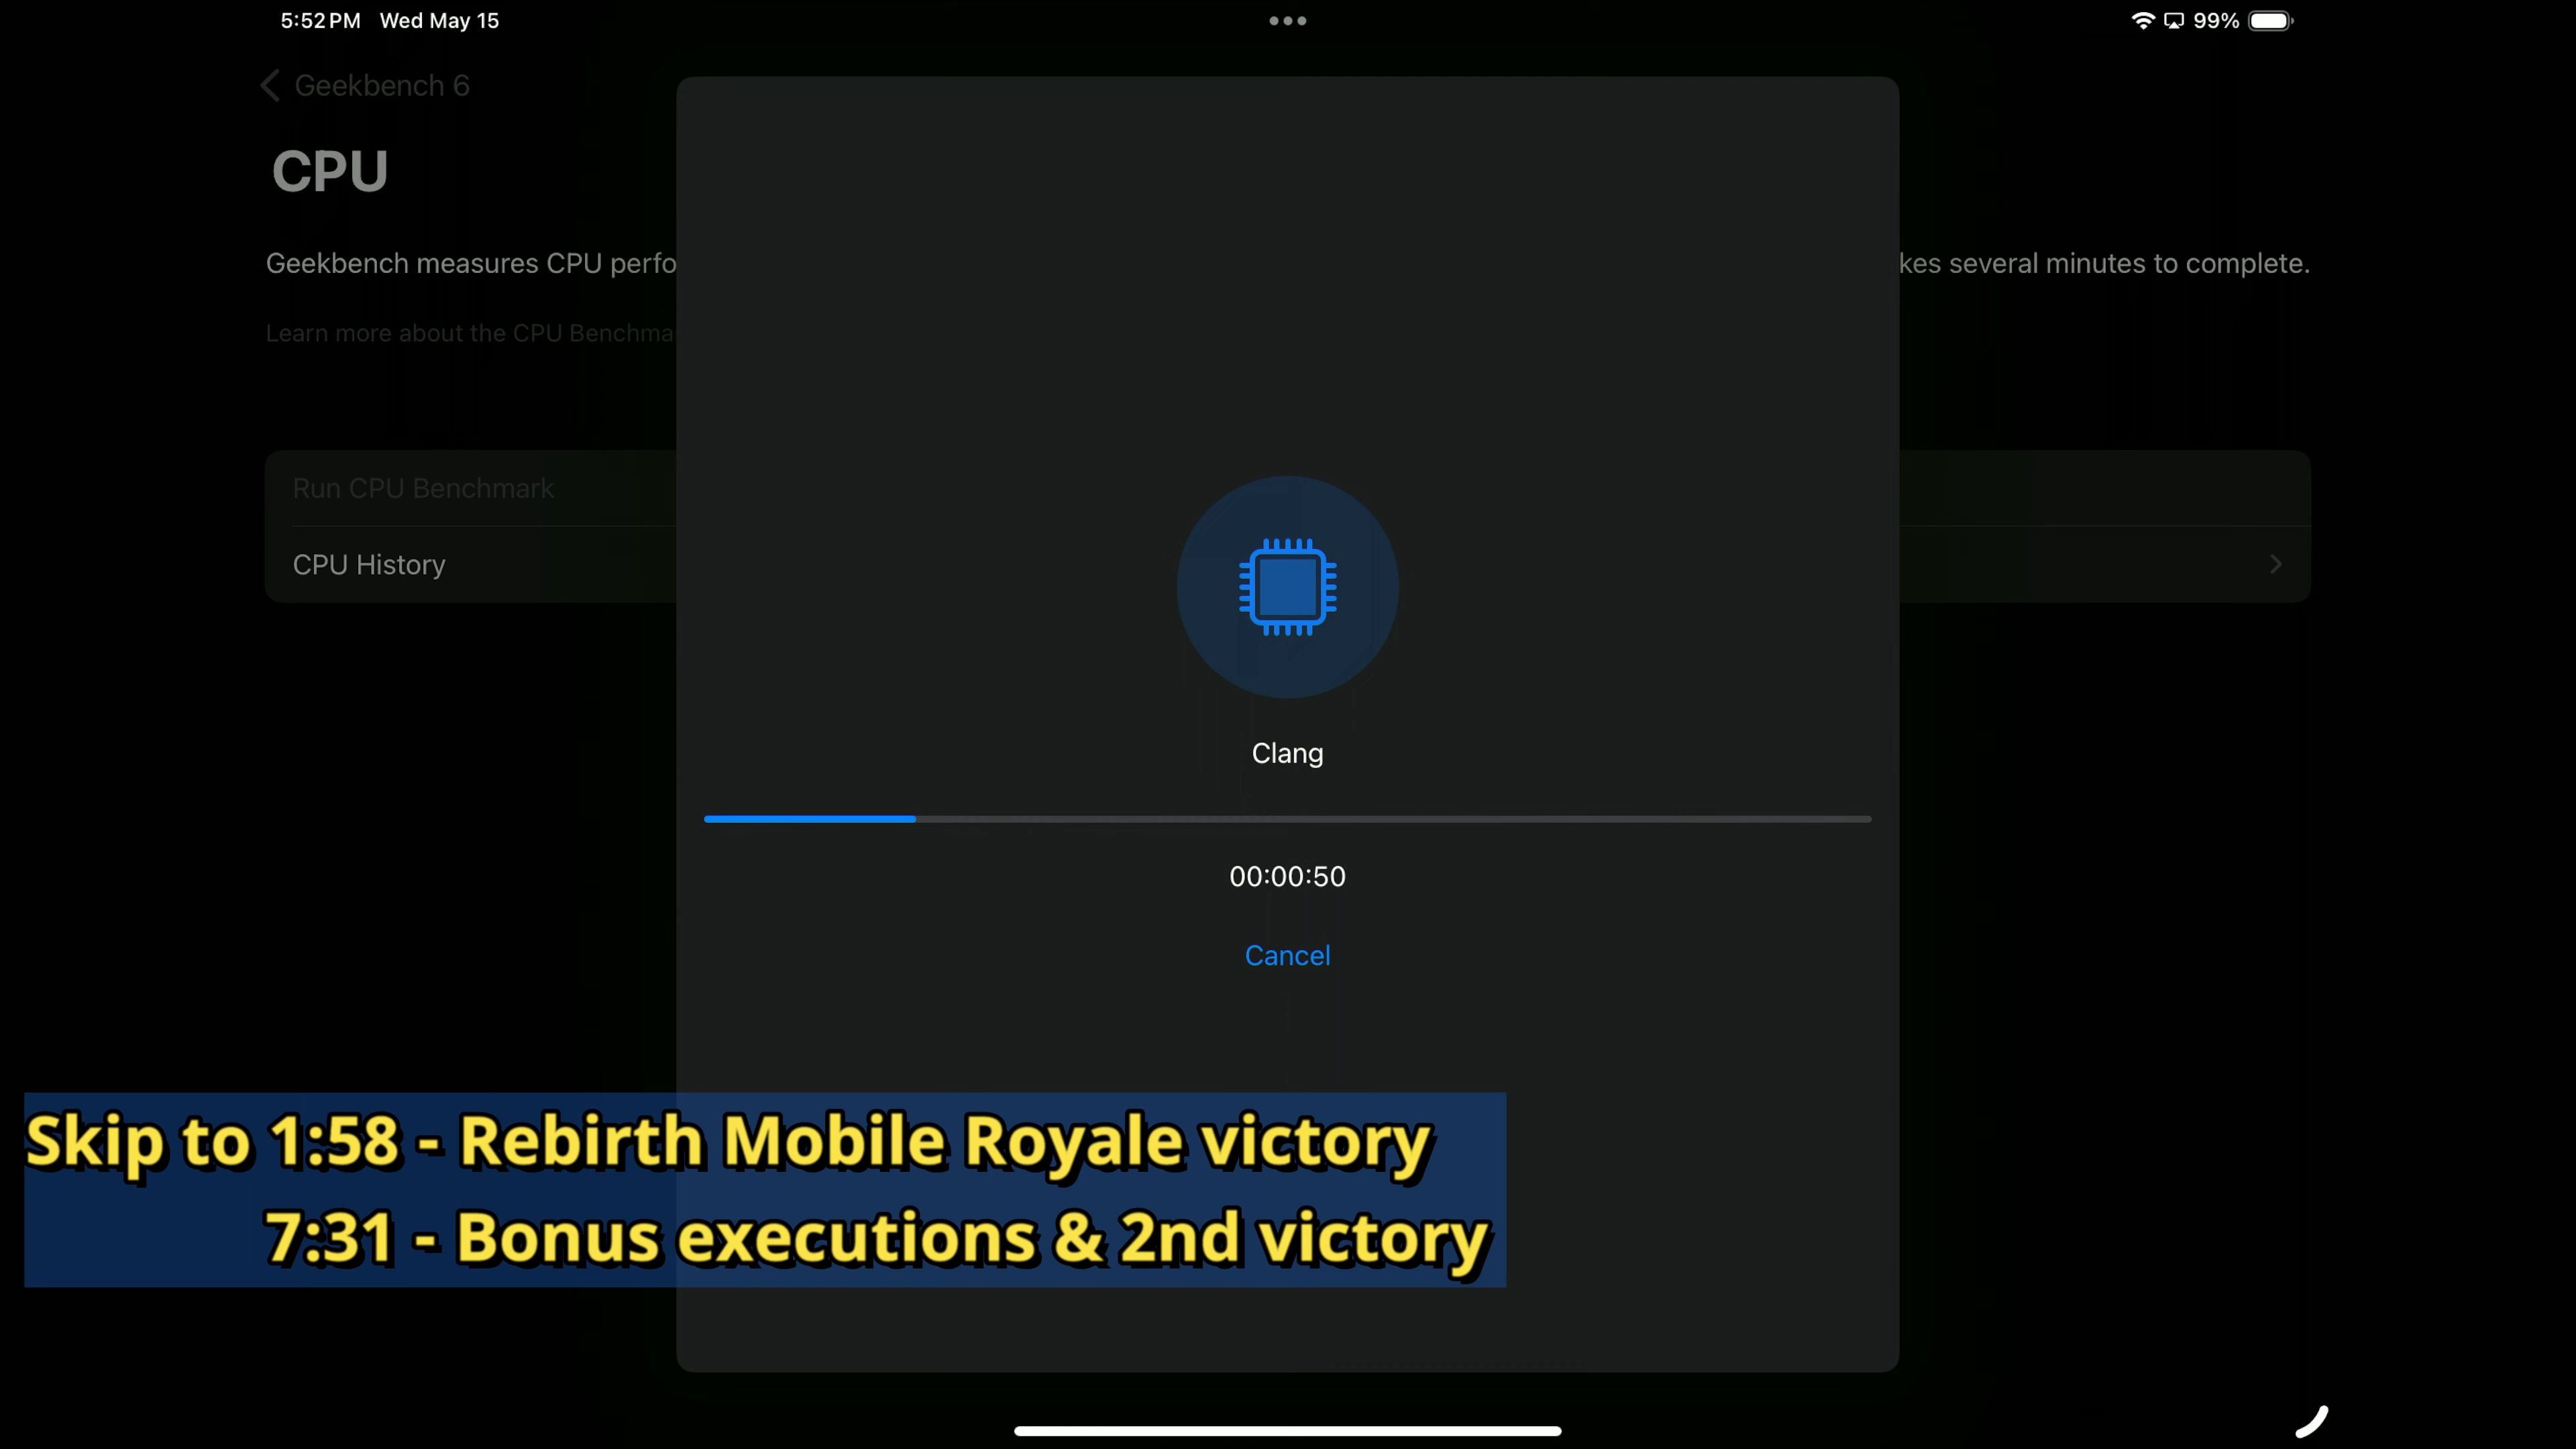 5:52 PM Wed May 15
99%
Geekbench 6
CPU
Geekbench measures CPU perfo
kes several minutes to complete.
Learn more about the CPU Benchma
Run CPU Benchmark
CPU History
Clang
00:00:50
Cancel
Skip to 1:58 - Rebirth Mobile Royale victory
7:31 - Bonus executions & 2nd victory